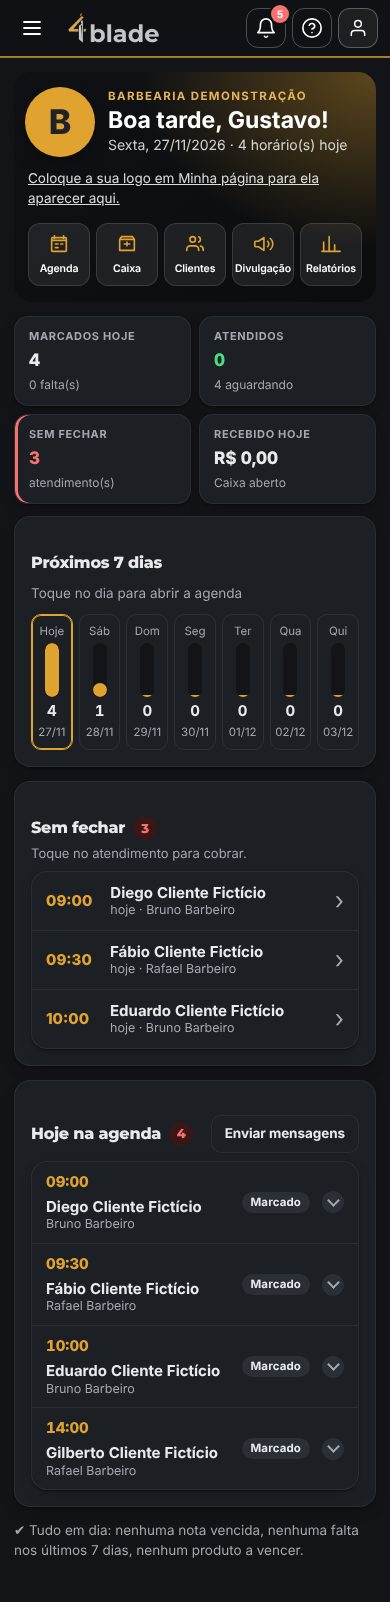 4blade
5
B
BARBEARIA DEMONSTRAÇÃO
Boa tarde, Gustavo!
Sexta, 27/11/2026 · 4 horário(s) hoje
Coloque a sua logo em Minha página para ela
aparecer aqui.
Agenda
Caixa
Clientes
Divulgação
Relatórios
MARCADOS HOJE
4
0 falta(s)
ATENDIDOS
0
4 aguardando
SEM FECHAR
3
atendimento(s)
RECEBIDO HOJE
R$ 0,00
Caixa aberto
Próximos 7 dias
Toque no dia para abrir a agenda
Hoje Sáb Dom Seg Ter Qua Qui
4 1 0 0 0 0 0
27/11 28/11 29/11 30/11 01/12 02/12 03/12
Sem fechar 3
Toque no atendimento para cobrar.
09:00 Diego Cliente Fictício
hoje · Bruno Barbeiro
09:30 Fábio Cliente Fictício
hoje · Rafael Barbeiro
10:00 Eduardo Cliente Fictício
hoje · Bruno Barbeiro
Hoje na agenda 4 Enviar mensagens
09:00
Diego Cliente Fictício
Bruno Barbeiro
Marcado
09:30
Fábio Cliente Fictício
Rafael Barbeiro
Marcado
10:00
Eduardo Cliente Fictício
Bruno Barbeiro
Marcado
14:00
Gilberto Cliente Fictício
Rafael Barbeiro
Marcado
✔ Tudo em dia: nenhuma nota vencida, nenhuma falta
nos últimos 7 dias, nenhum produto a vencer.